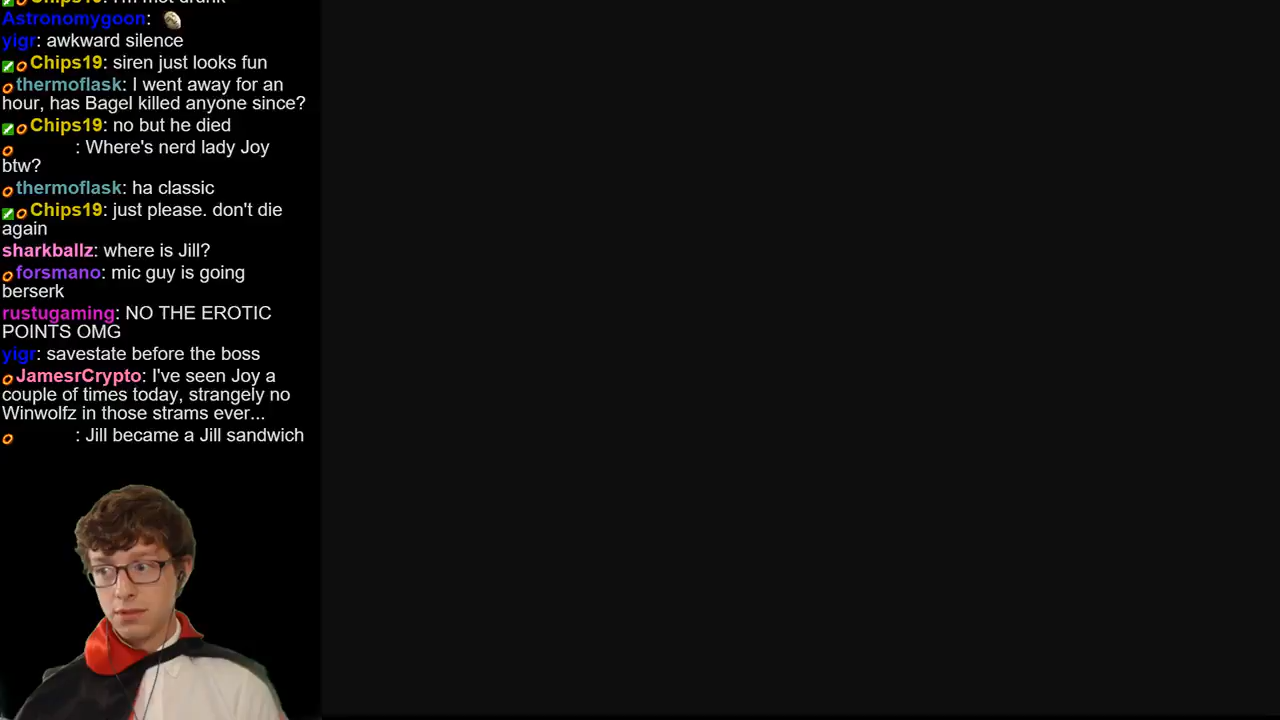 Astronomygoon:
yigr: awkward silence
Chips19: siren just looks fun
thermoflask: I went away for an
hour, has Bagel killed anyone since?
Chips19: no but he died
: Where's nerd lady Joy
btw?
thermoflask: ha classic
Chips19: just please. don't die
again
sharkballz: where is Jill?
forsmano: mic guy is going
berserk
rustugaming: NO THE EROTIC
POINTS OMG
yigr: savestate before the boss
JamesrCrypto: I've seen Joy a
couple of times today, strangely no
Winwolfz in those strams ever...
: Jill became a Jill sandwich